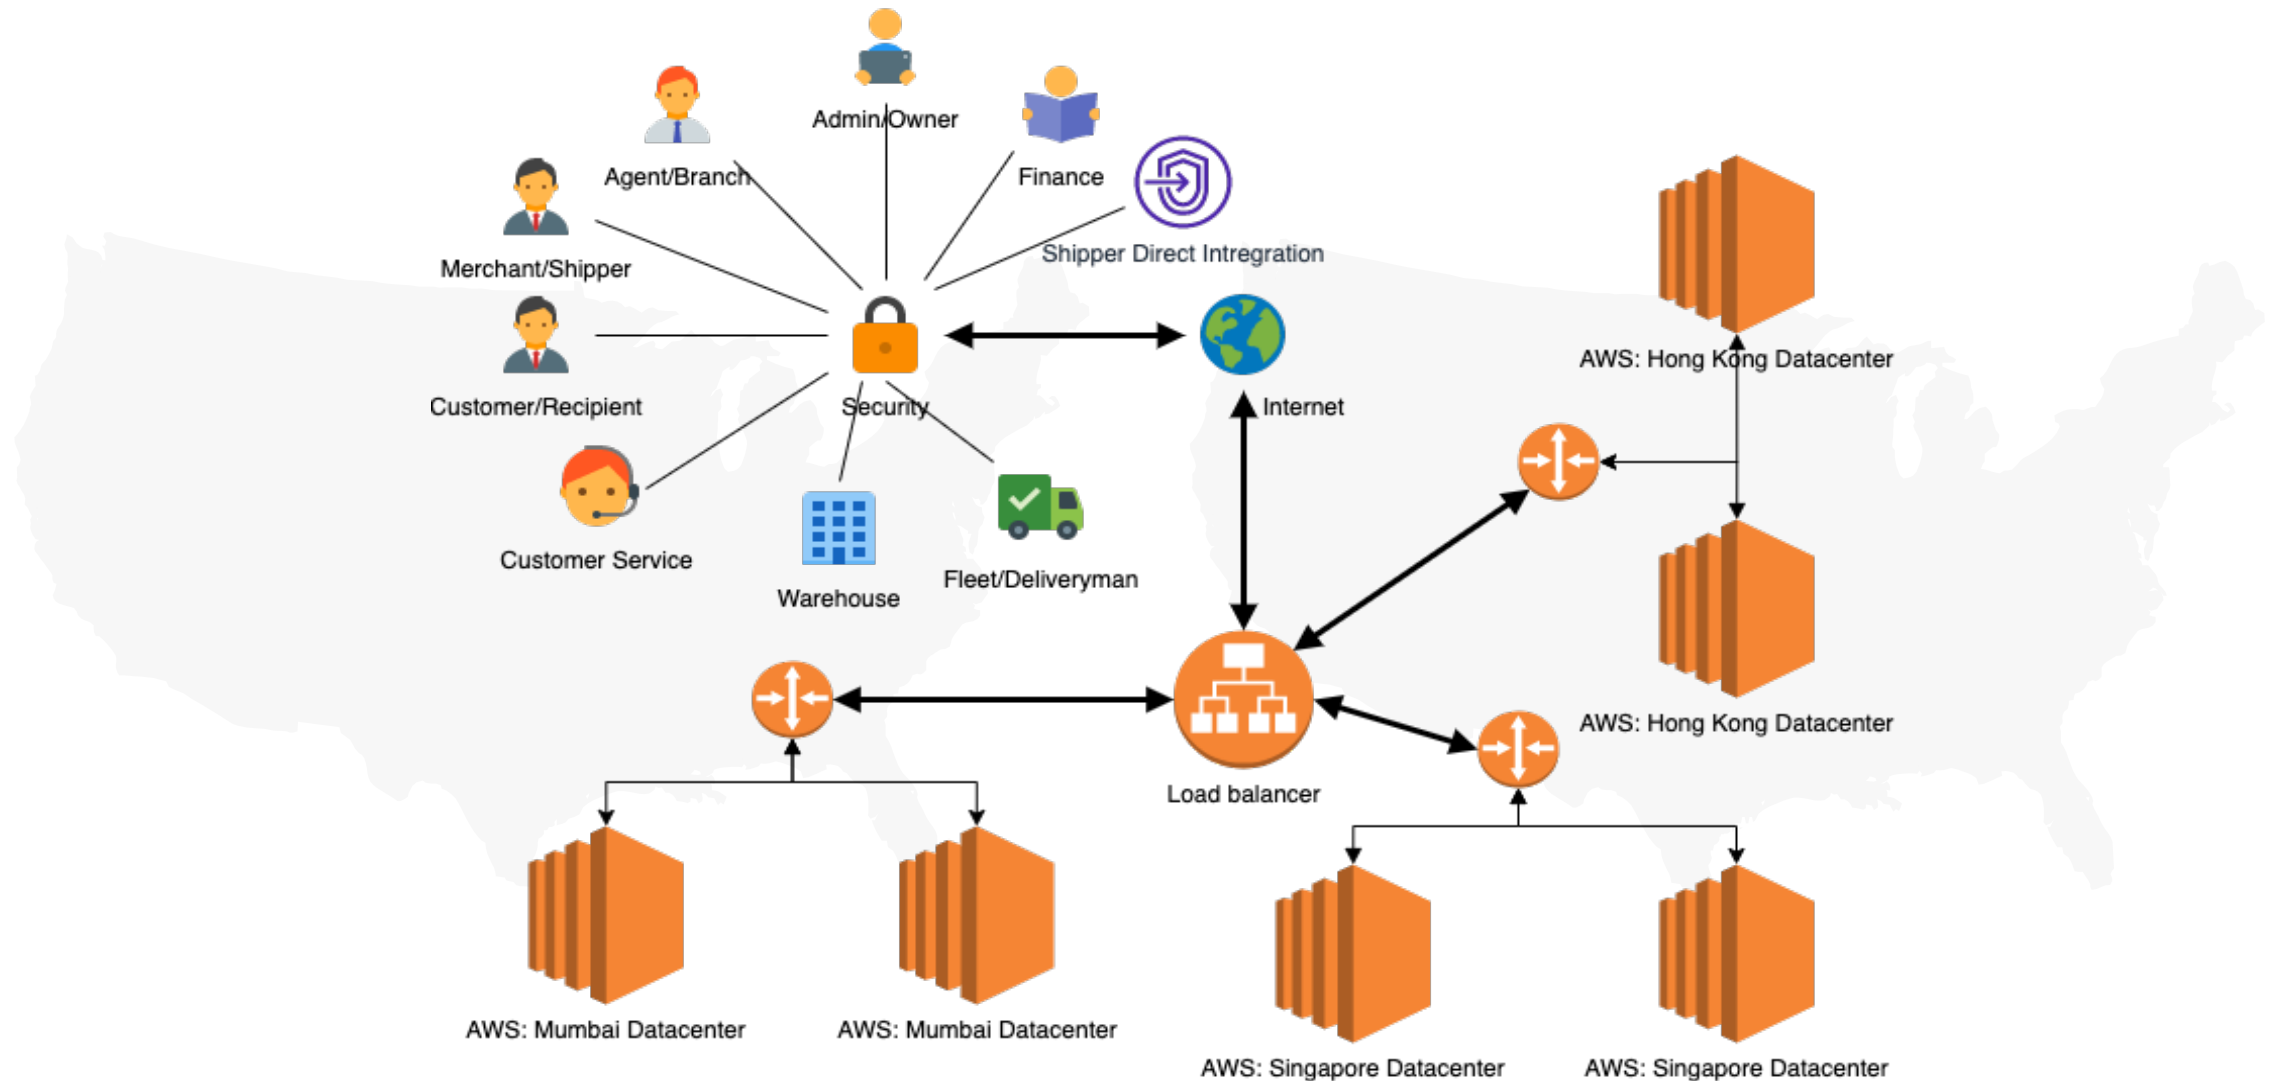 Admin/Owner
Agent/Branch
Finance
Shipper Direct Intregration
Merchant/Shipper
AWS: Hong Kong Datacenter
Customer/Recipient
Security
Internet
Customer Service
Fleet/Deliveryman
Warehouse
AWS: Hong Kong Datacenter
Load balancer
AWS: Mumbai Datacenter
AWS: Mumbai Datacenter
AWS: Singapore Datacenter
AWS: Singapore Datacenter